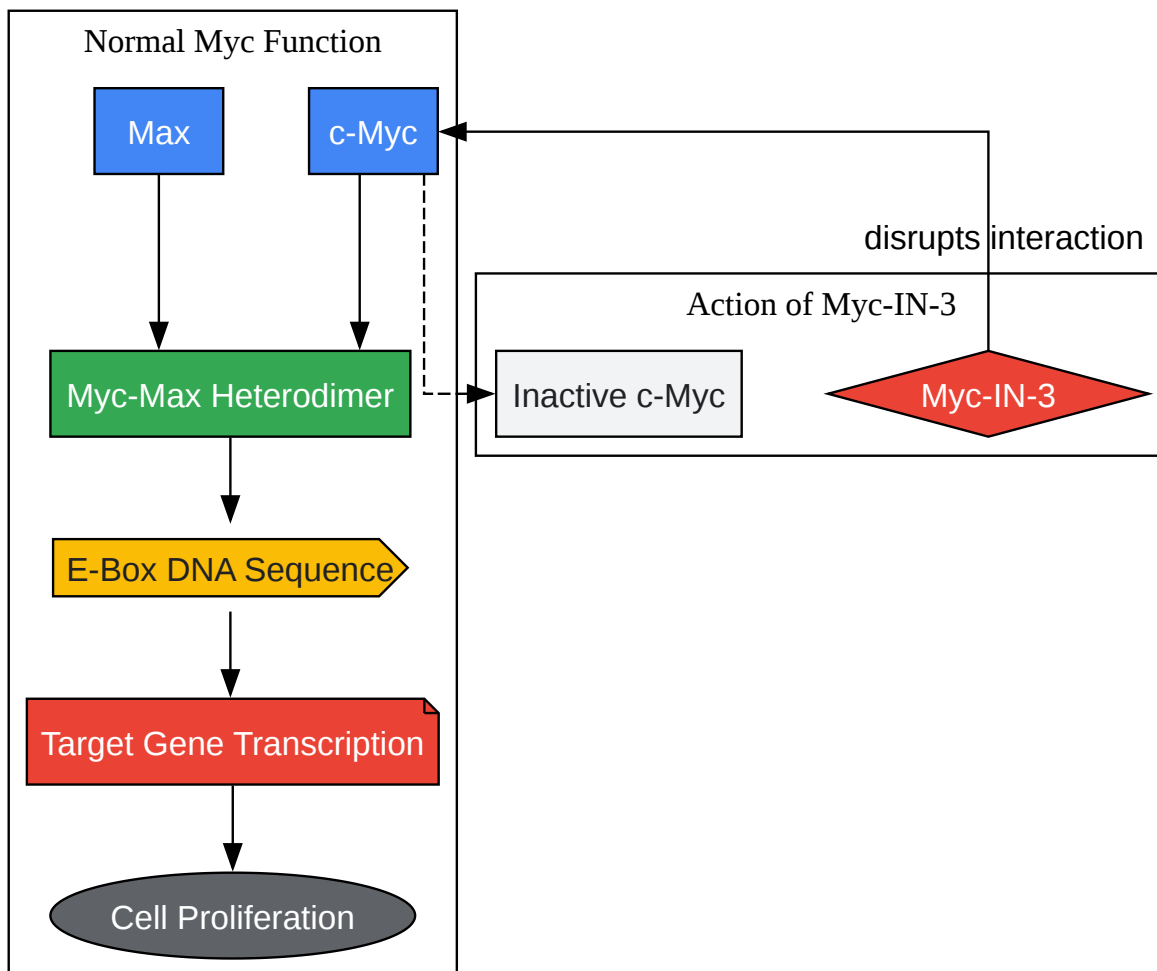 Normal Myc Function
Max
c-Myc
disrupts interaction
Action of Myc-IN-3
Myc-Max Heterodimer
Inactive c-Myc
Myc-IN-3
E-Box DNA Sequence
Target Gene Transcription
Cell Proliferation